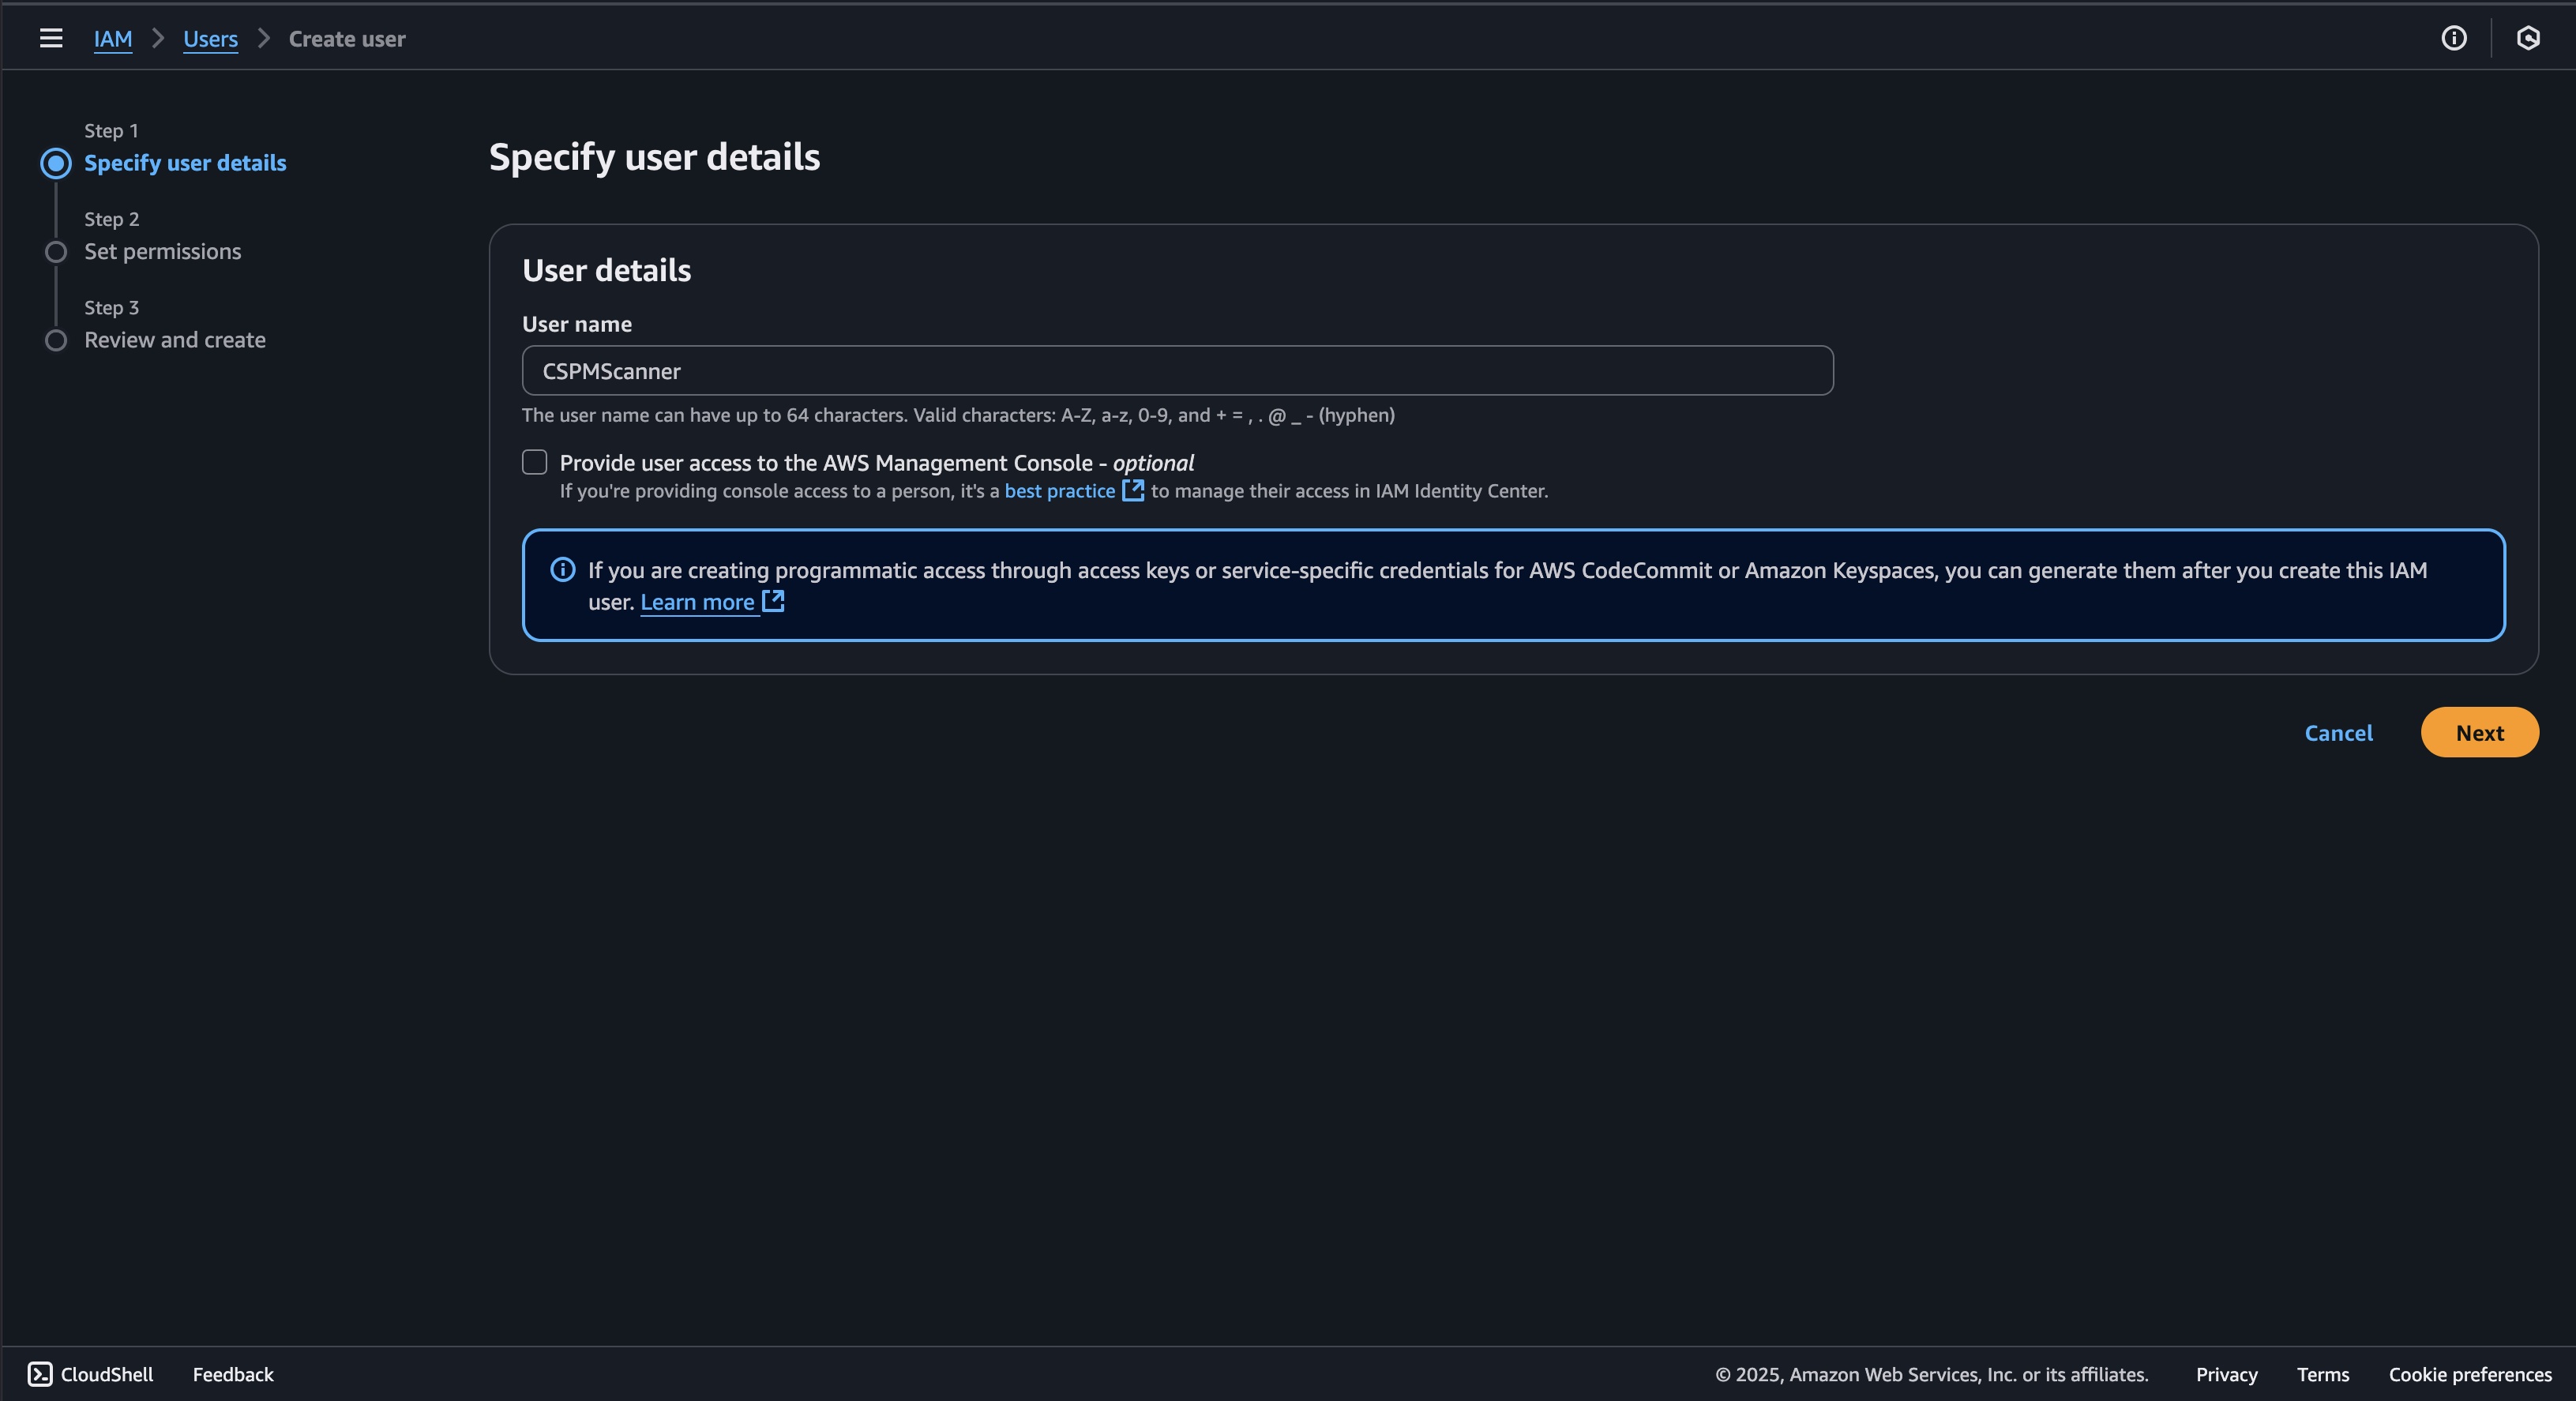 IAM > Users > Create user
Step 1
Specify user details
Step 2
Set permissions
Step 3
Review and create
Specify user details
User details
User name
CSPMScanner
The user name can have up to 64 characters. Valid characters: A-Z, a-z, 0-9, and + = , . @ _ - (hyphen)
Provide user access to the AWS Management Console - optional
If you're providing console access to a person, it's a best practice to manage their access in IAM Identity Center.
If you are creating programmatic access through access keys or service-specific credentials for AWS CodeCommit or Amazon Keyspaces, you can generate them after you create this IAM
user. Learn more
Cancel
Next
CloudShell Feedback © 2025, Amazon Web Services, Inc. or its affiliates. Privacy Terms Cookie preferences